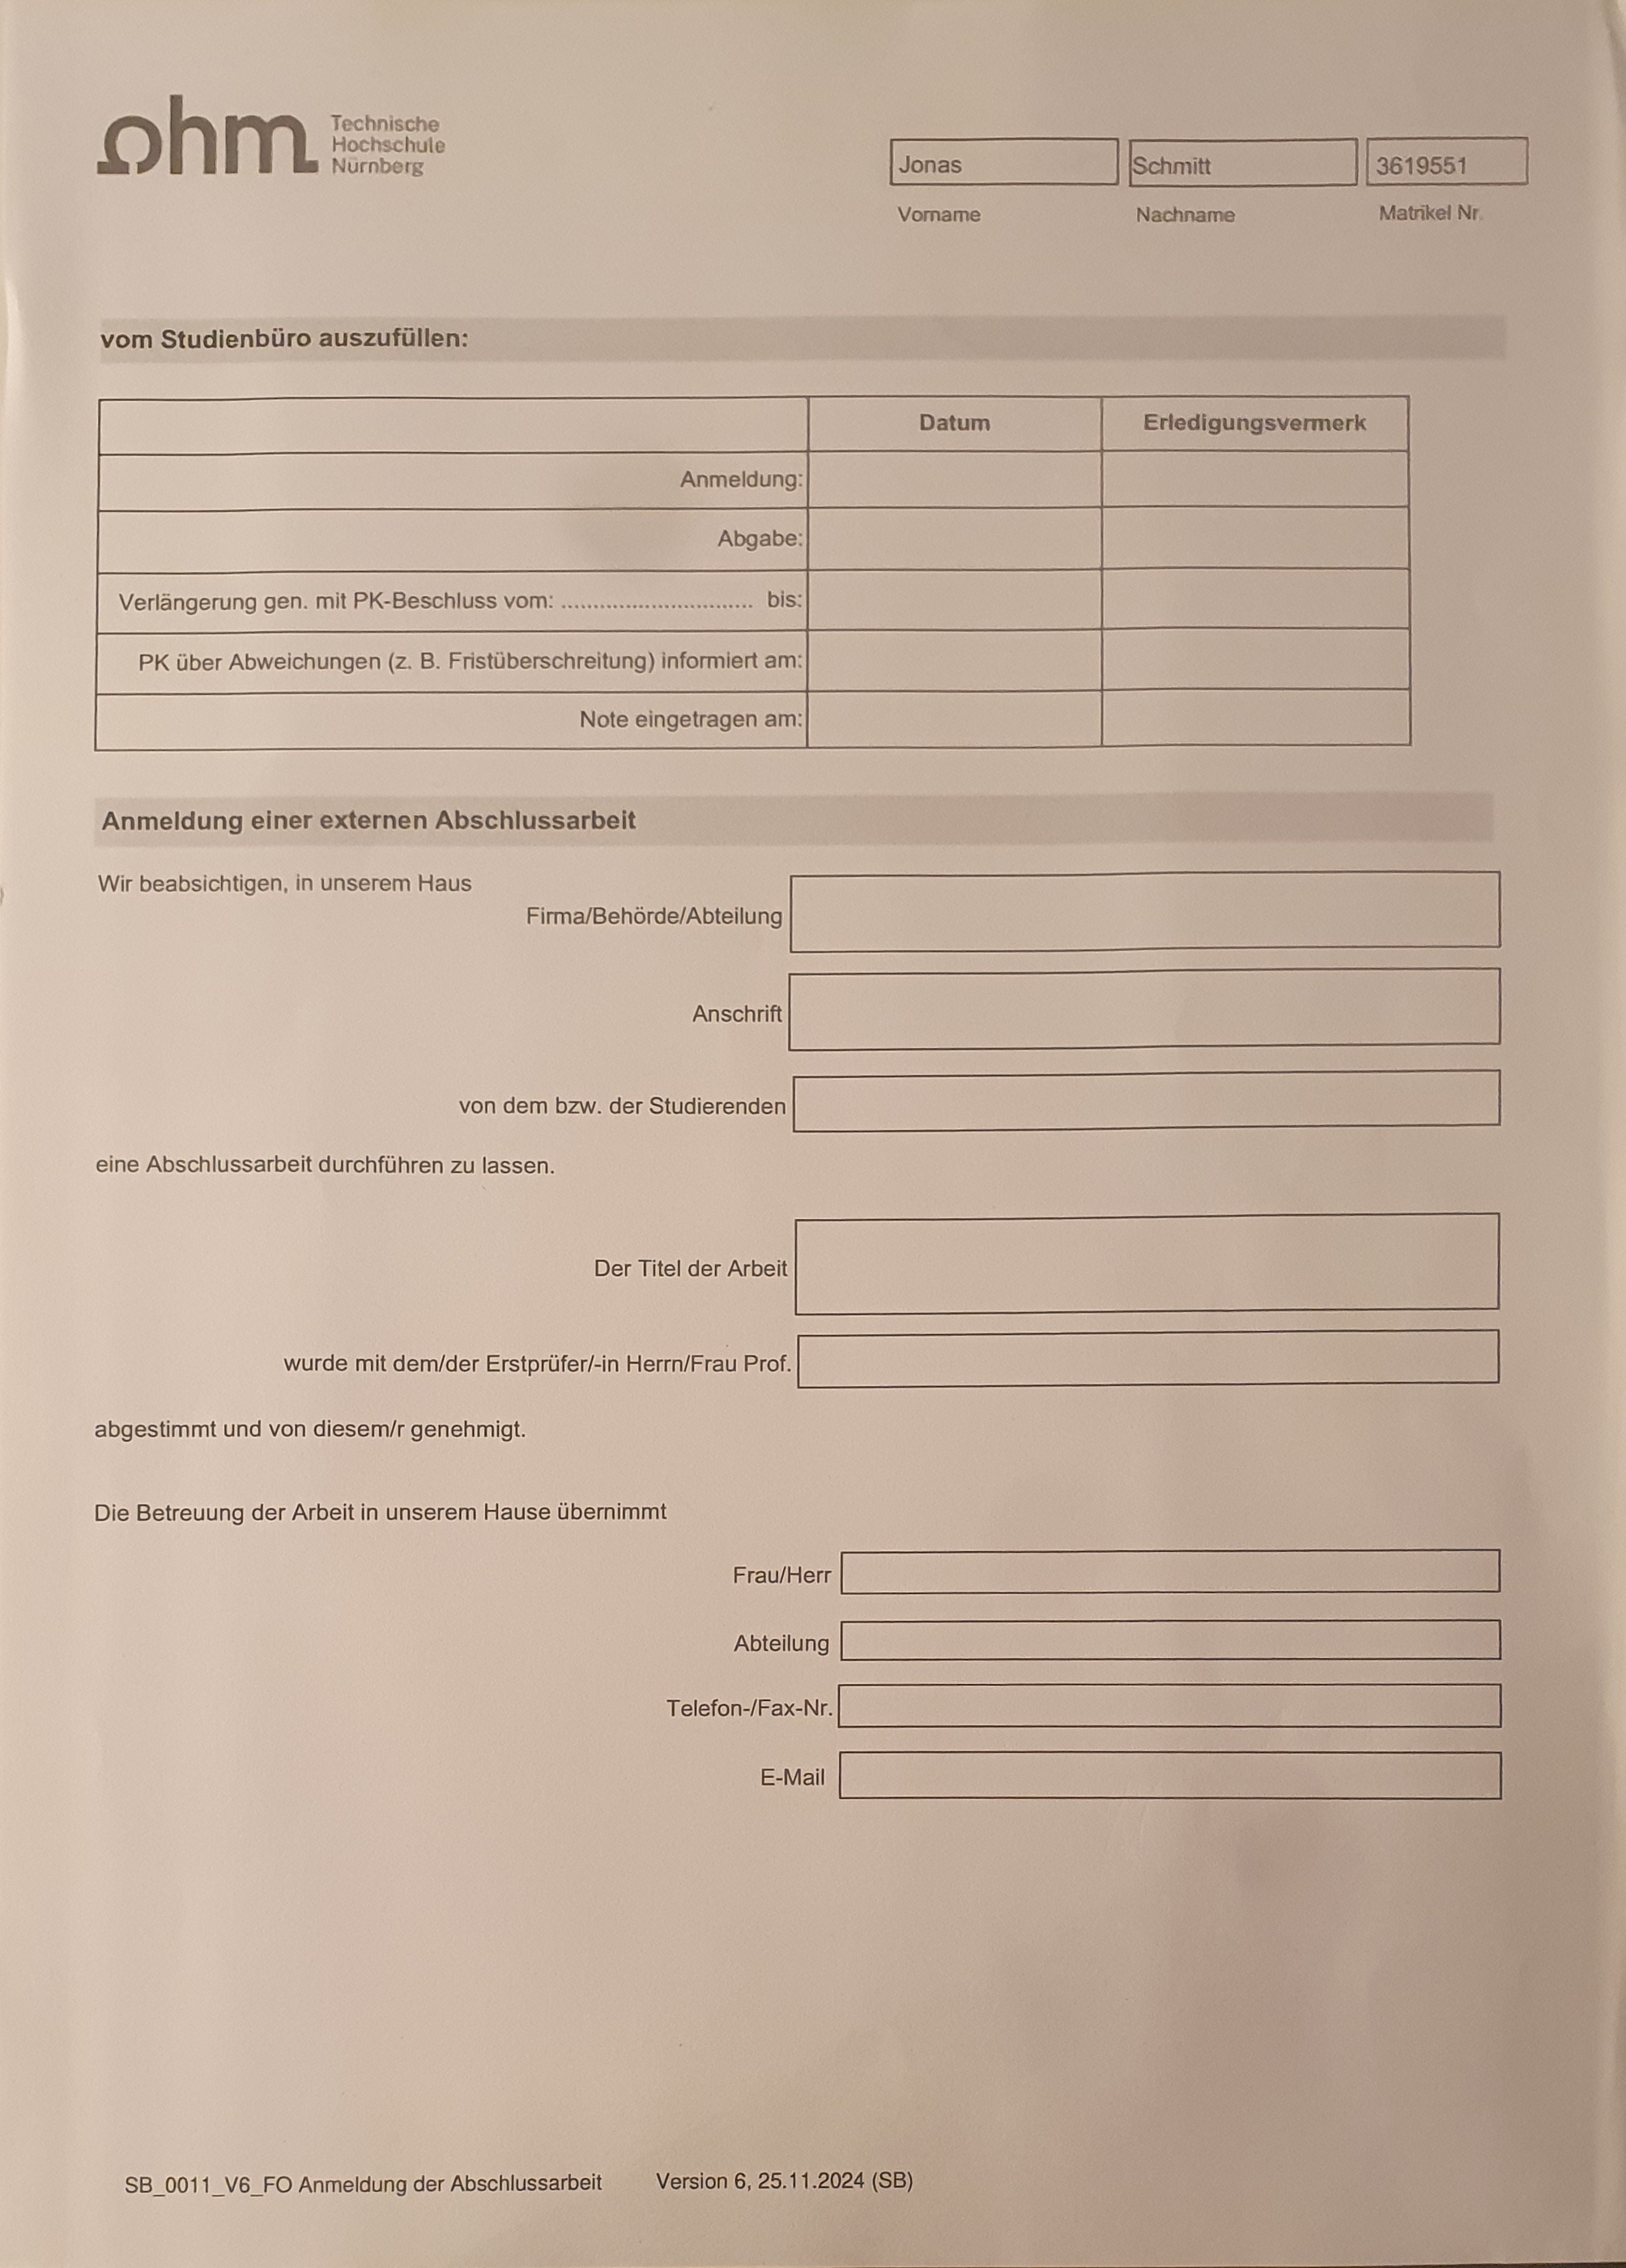 ohm Technische
Hochschule
Nürnberg
Jonas Schmitt 3619551
Vorname Nachname Matrikel Nr.
vom Studienbüro auszufüllen:
Datum Erledigungsvermerk
Anmeldung:
Abgabe:
Verlängerung gen. mit PK-Beschluss vom: ............................... bis:
PK über Abweichungen (z. B. Fristüberschreitung) informiert am:
Note eingetragen am:
Anmeldung einer externen Abschlussarbeit
Wir beabsichtigen, in unserem Haus
Firma/Behörde/Abteilung
Anschrift
von dem bzw. der Studierenden
eine Abschlussarbeit durchführen zu lassen.
Der Titel der Arbeit
wurde mit dem/der Erstprüfer/-in Herrn/Frau Prof.
abgestimmt und von diesem/r genehmigt.
Die Betreuung der Arbeit in unserem Hause übernimmt
Frau/Herr
Abteilung
Telefon-/Fax-Nr.
E-Mail
SB_0011_V6_FO Anmeldung der Abschlussarbeit Version 6, 25.11.2024 (SB)